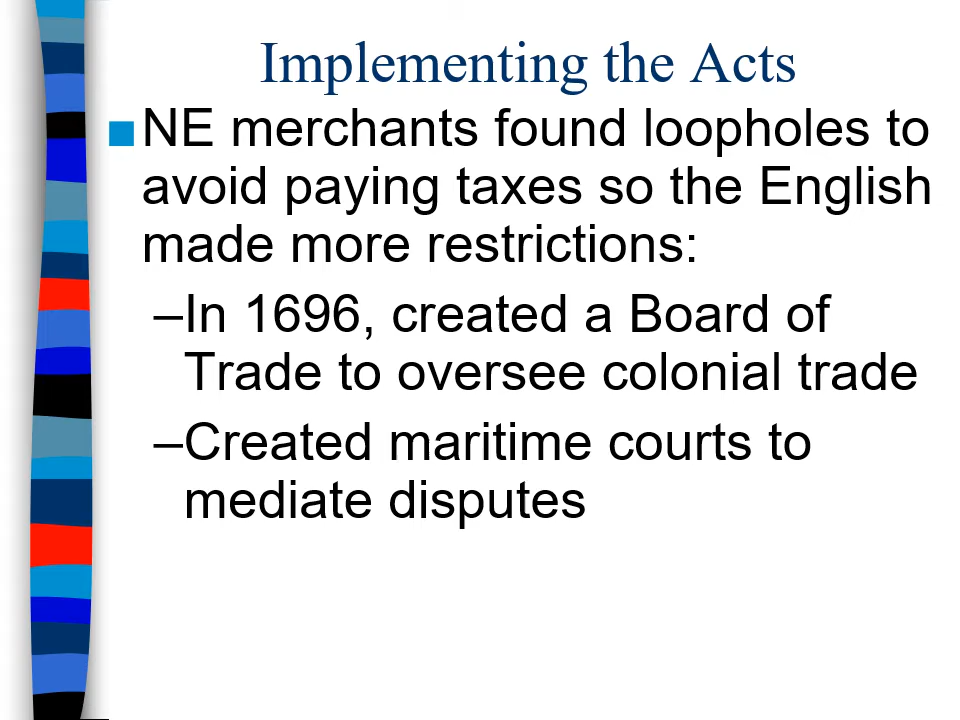 Implementing the Acts
■NE merchants found loopholes to
avoid paying taxes so the English
made more restrictions:
–In 1696, created a Board of
Trade to oversee colonial trade
–Created maritime courts to
mediate disputes